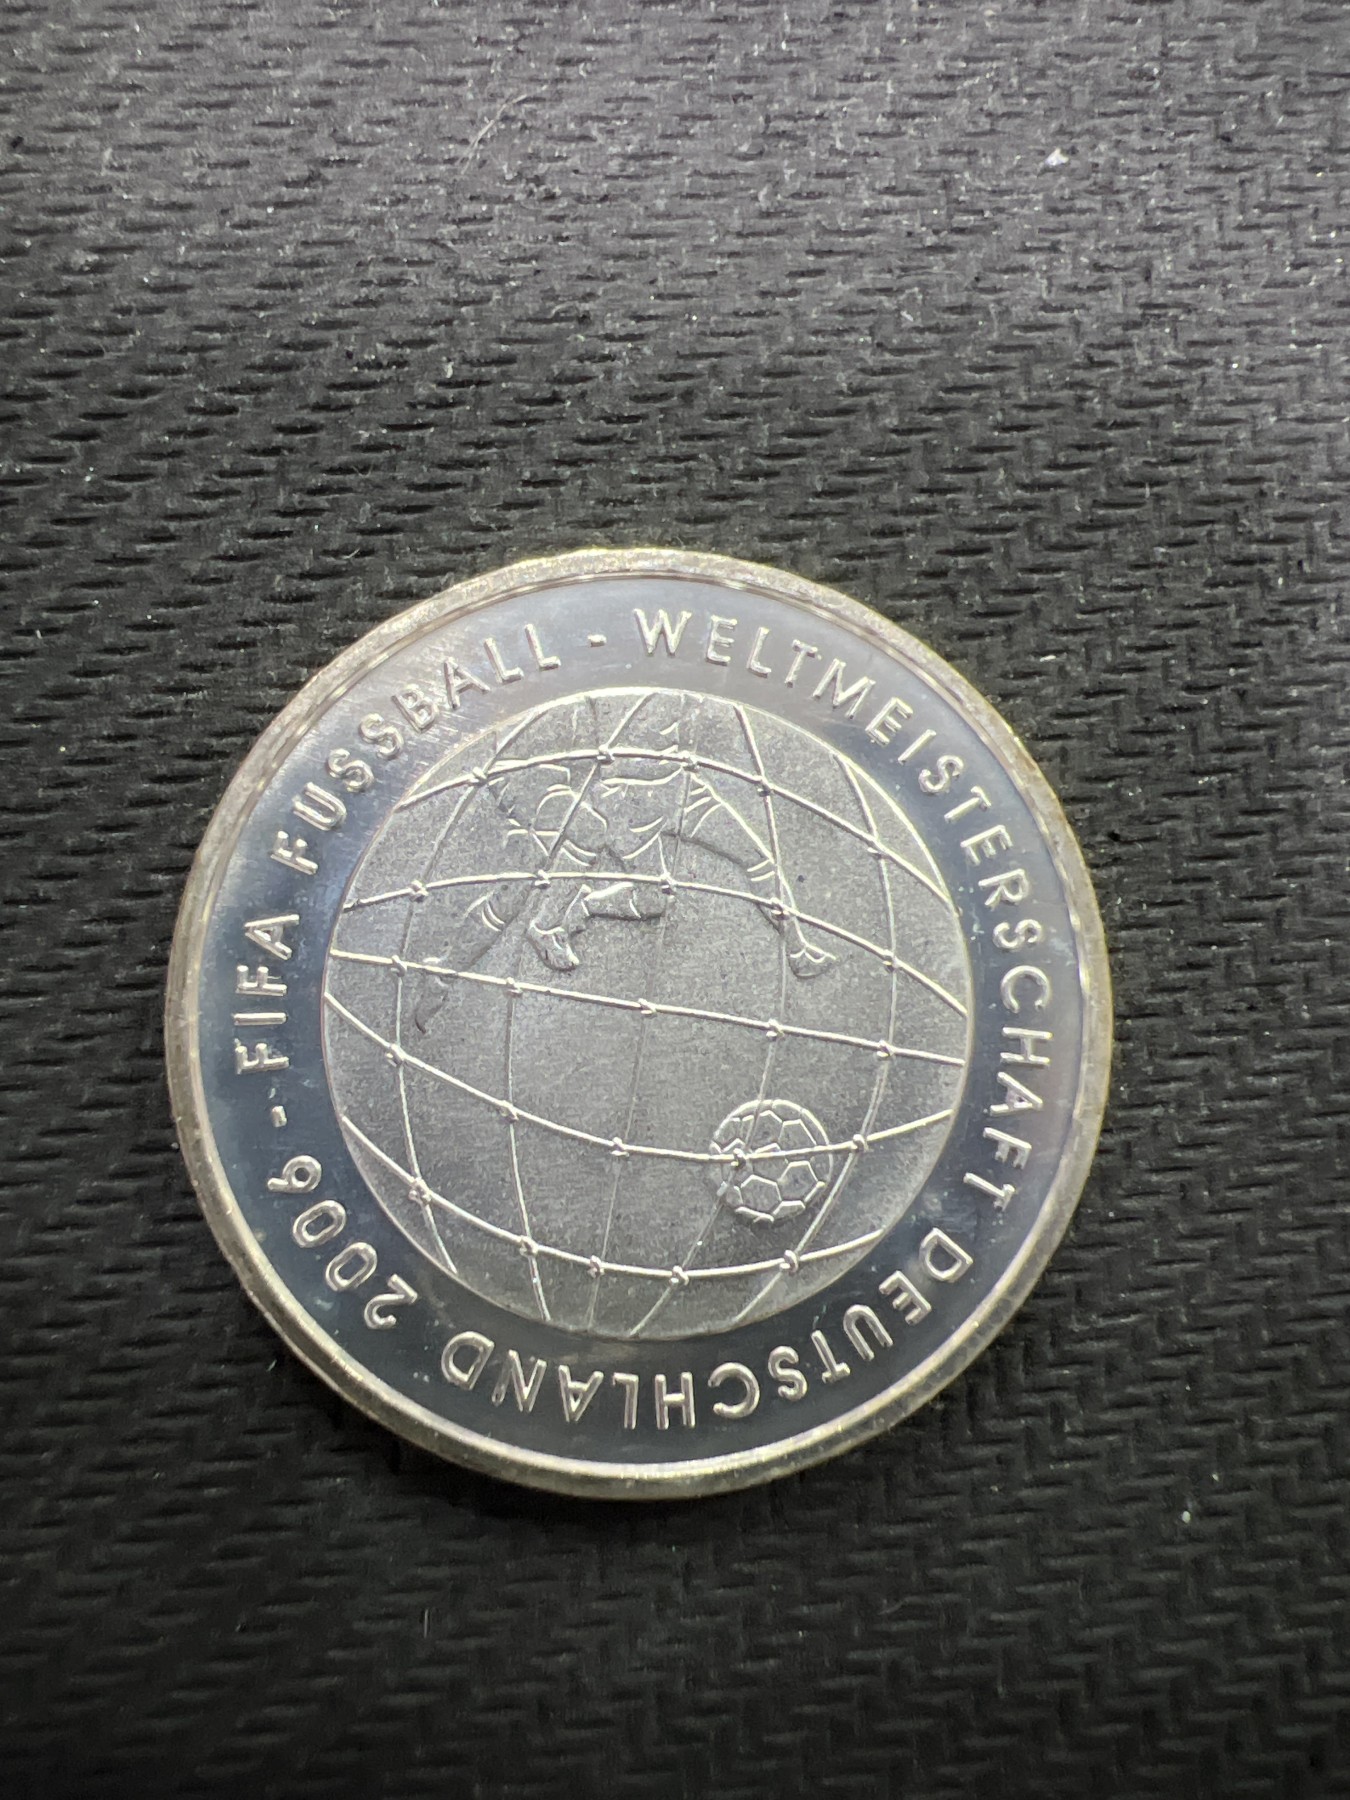 FIFA FUSSBALL - WELTMEISTERSCHAFT DEUTSCHLAND 2006 -